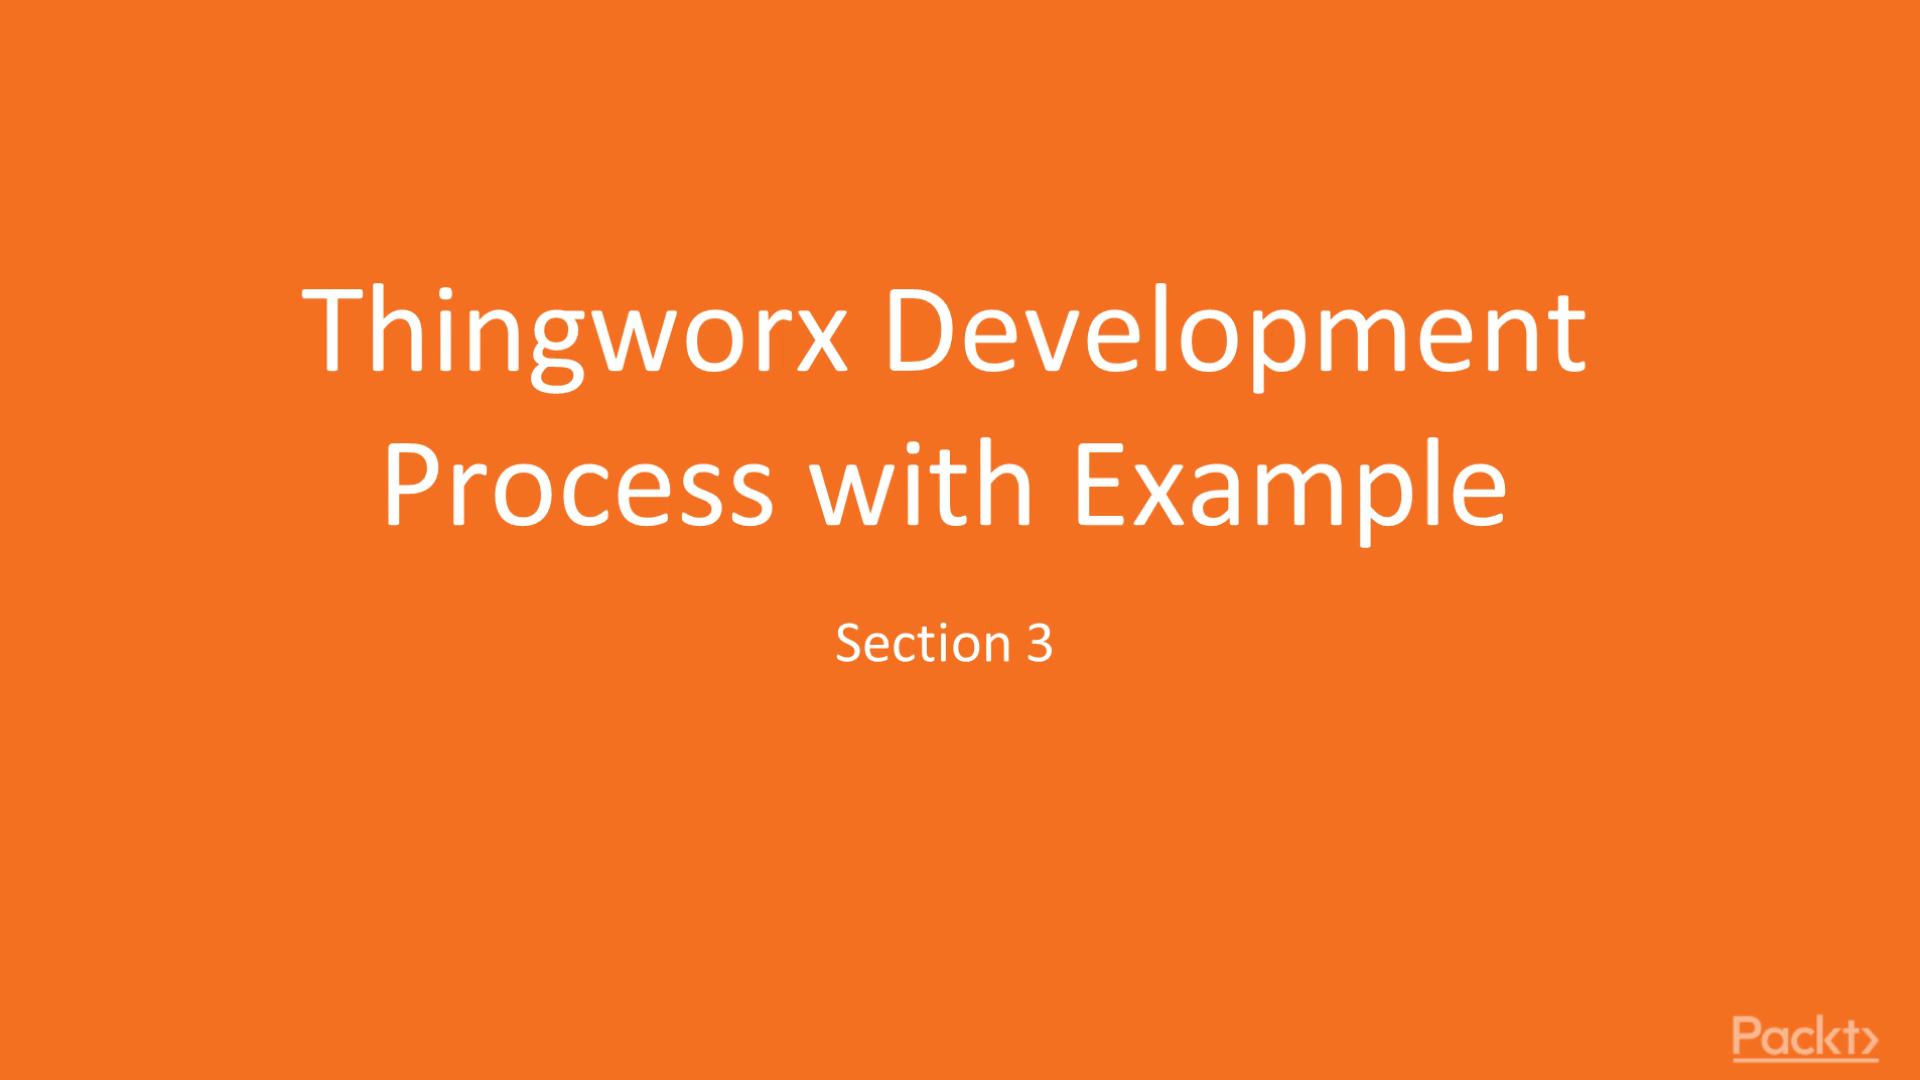 Thingworx Development
Process with Example
Section 3
Packt>